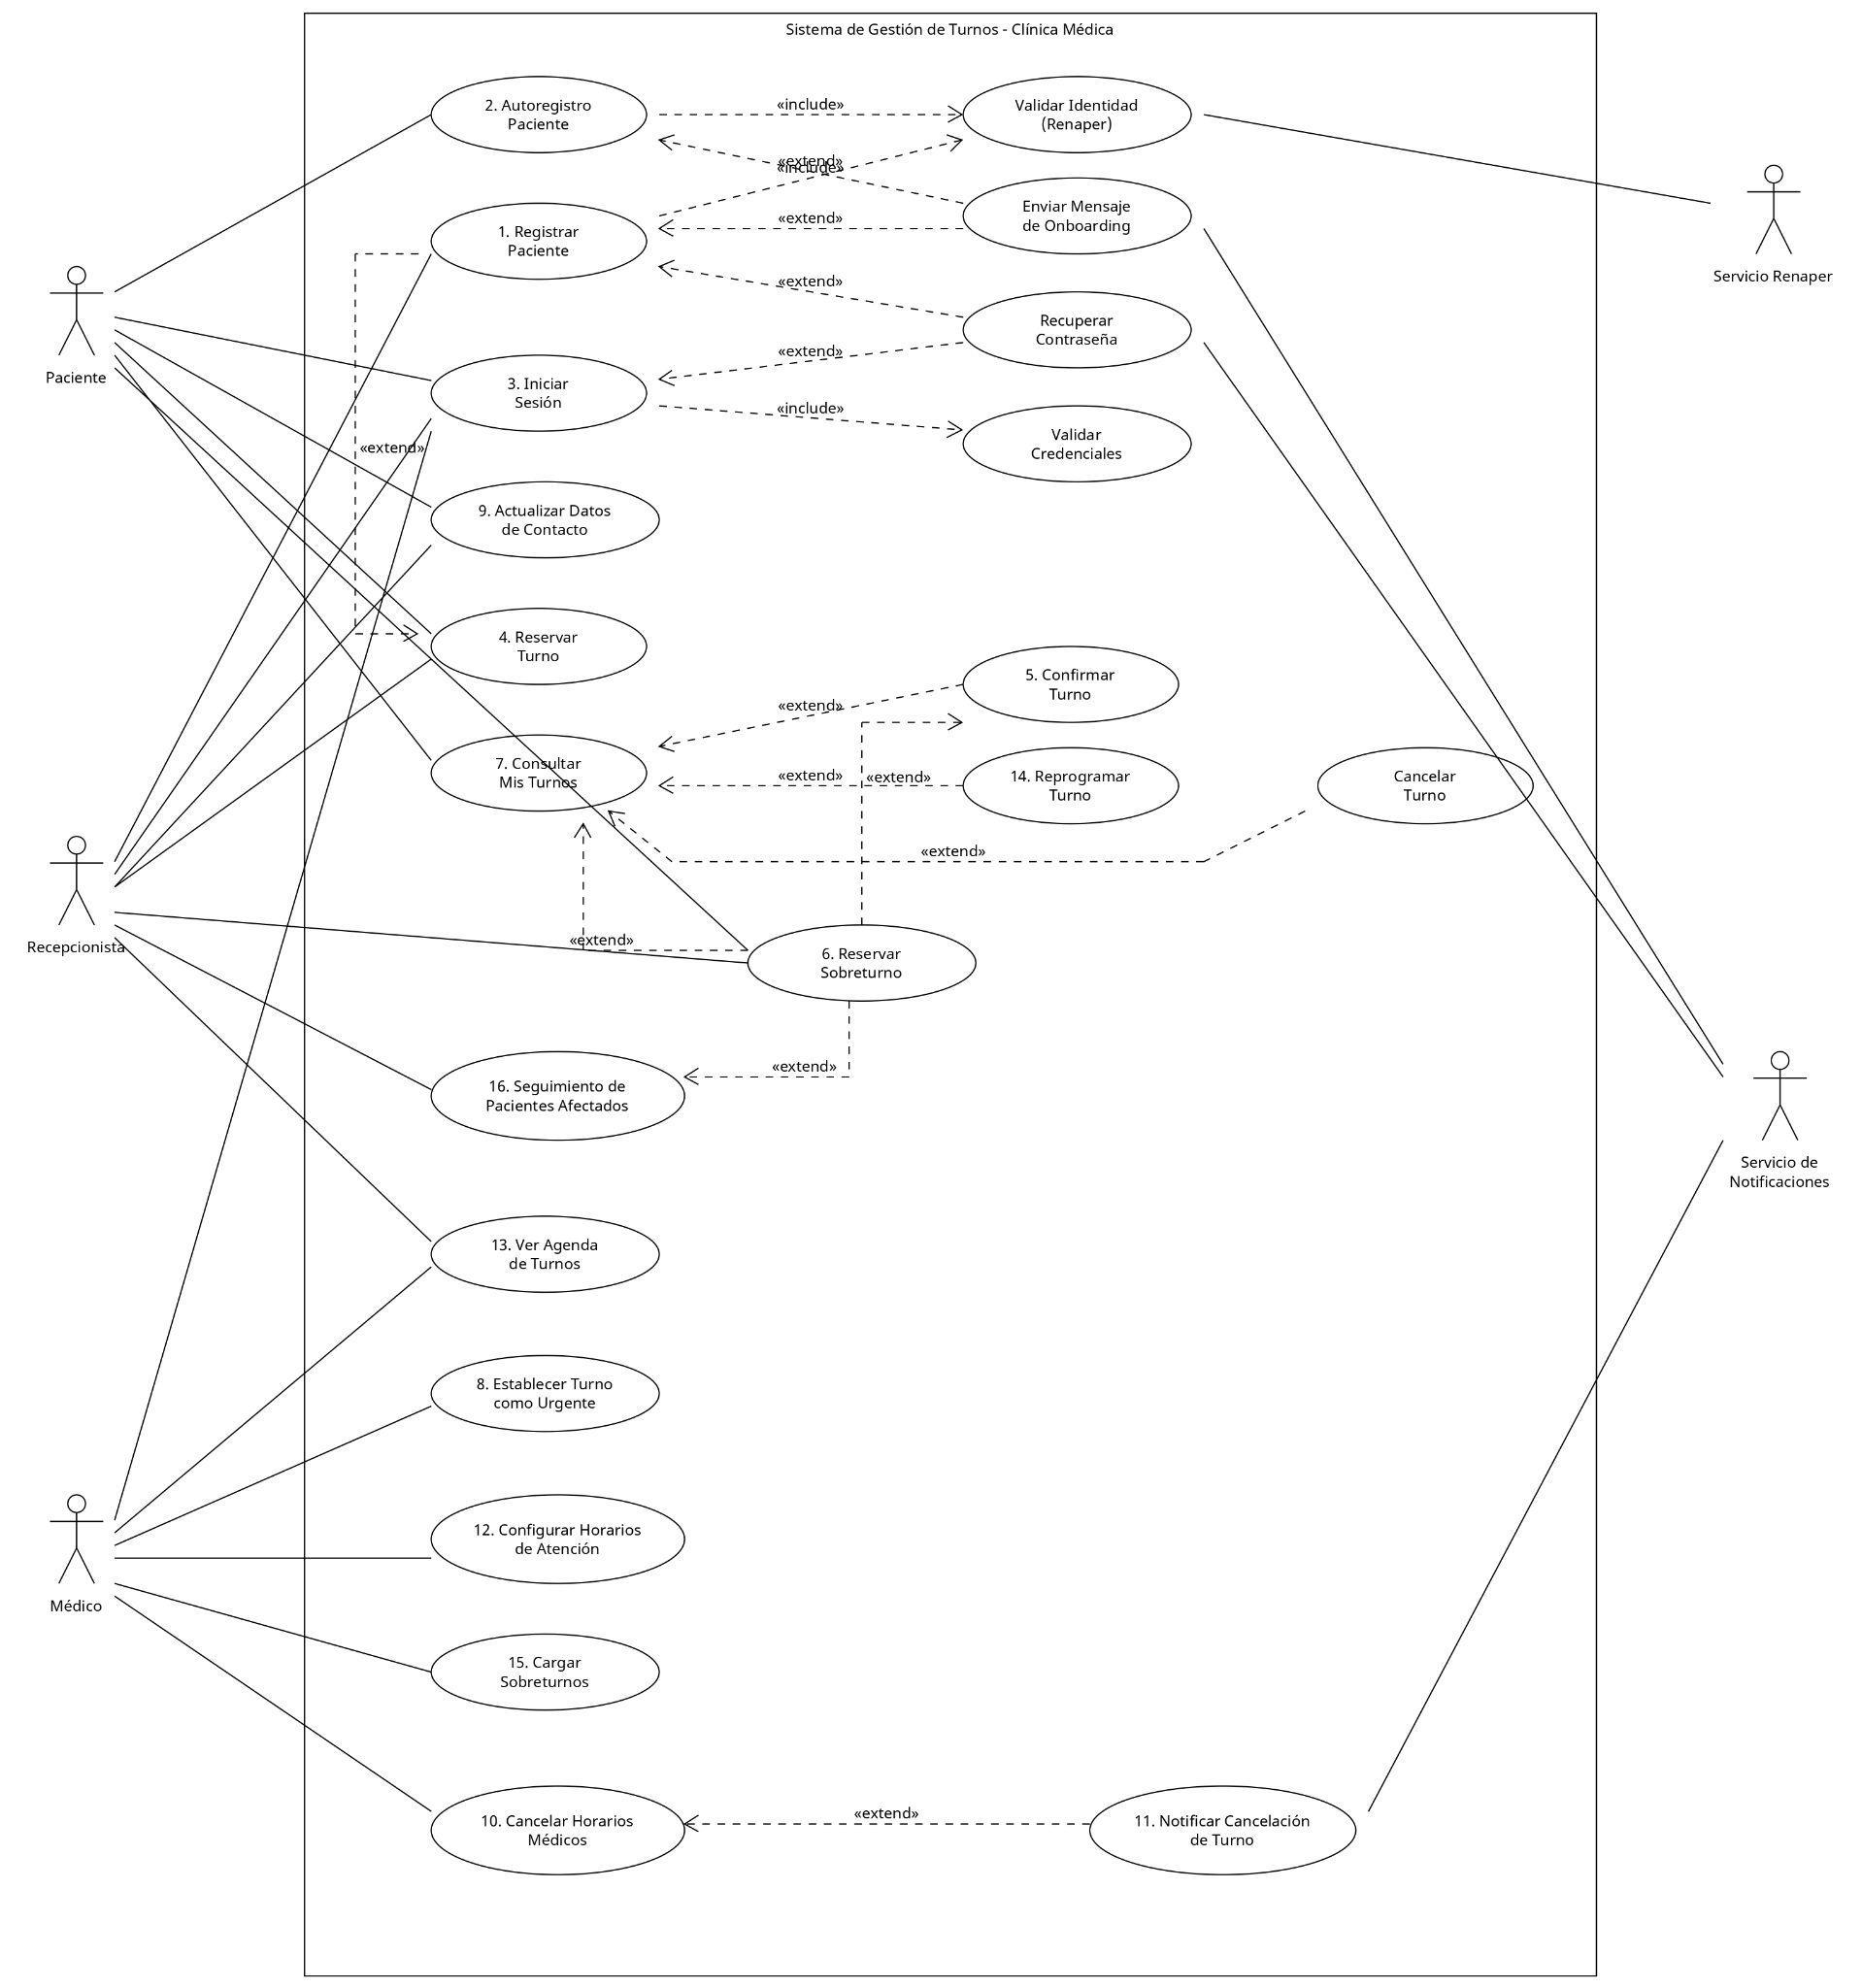 Sistema de Gestión de Turnos - Clínica Médica
2. Autoregistro
Paciente
«include»
Validar Identidad
(Renaper)
«extend»
«include»
1. Registrar
Paciente
«extend»
Enviar Mensaje
de Onboarding
Servicio Renaper
«extend»
Recuperar
Contraseña
Paciente
3. Iniciar
Sesión
«extend»
«include»
Validar
Credenciales
«extend»
9. Actualizar Datos
de Contacto
4. Reservar
Turno
5. Confirmar
Turno
«extend»
7. Consultar
Mis Turnos
«extend»
«extend»
14. Reprogramar
Turno
Cancelar
Turno
«extend»
Recepcionista
«extend»
6. Reservar
Sobreturno
«extend»
16. Seguimiento de
Pacientes Afectados
Servicio de
Notificaciones
13. Ver Agenda
de Turnos
8. Establecer Turno
como Urgente
12. Configurar Horarios
de Atención
Médico
15. Cargar
Sobreturnos
10. Cancelar Horarios
Médicos
«extend»
11. Notificar Cancelación
de Turno